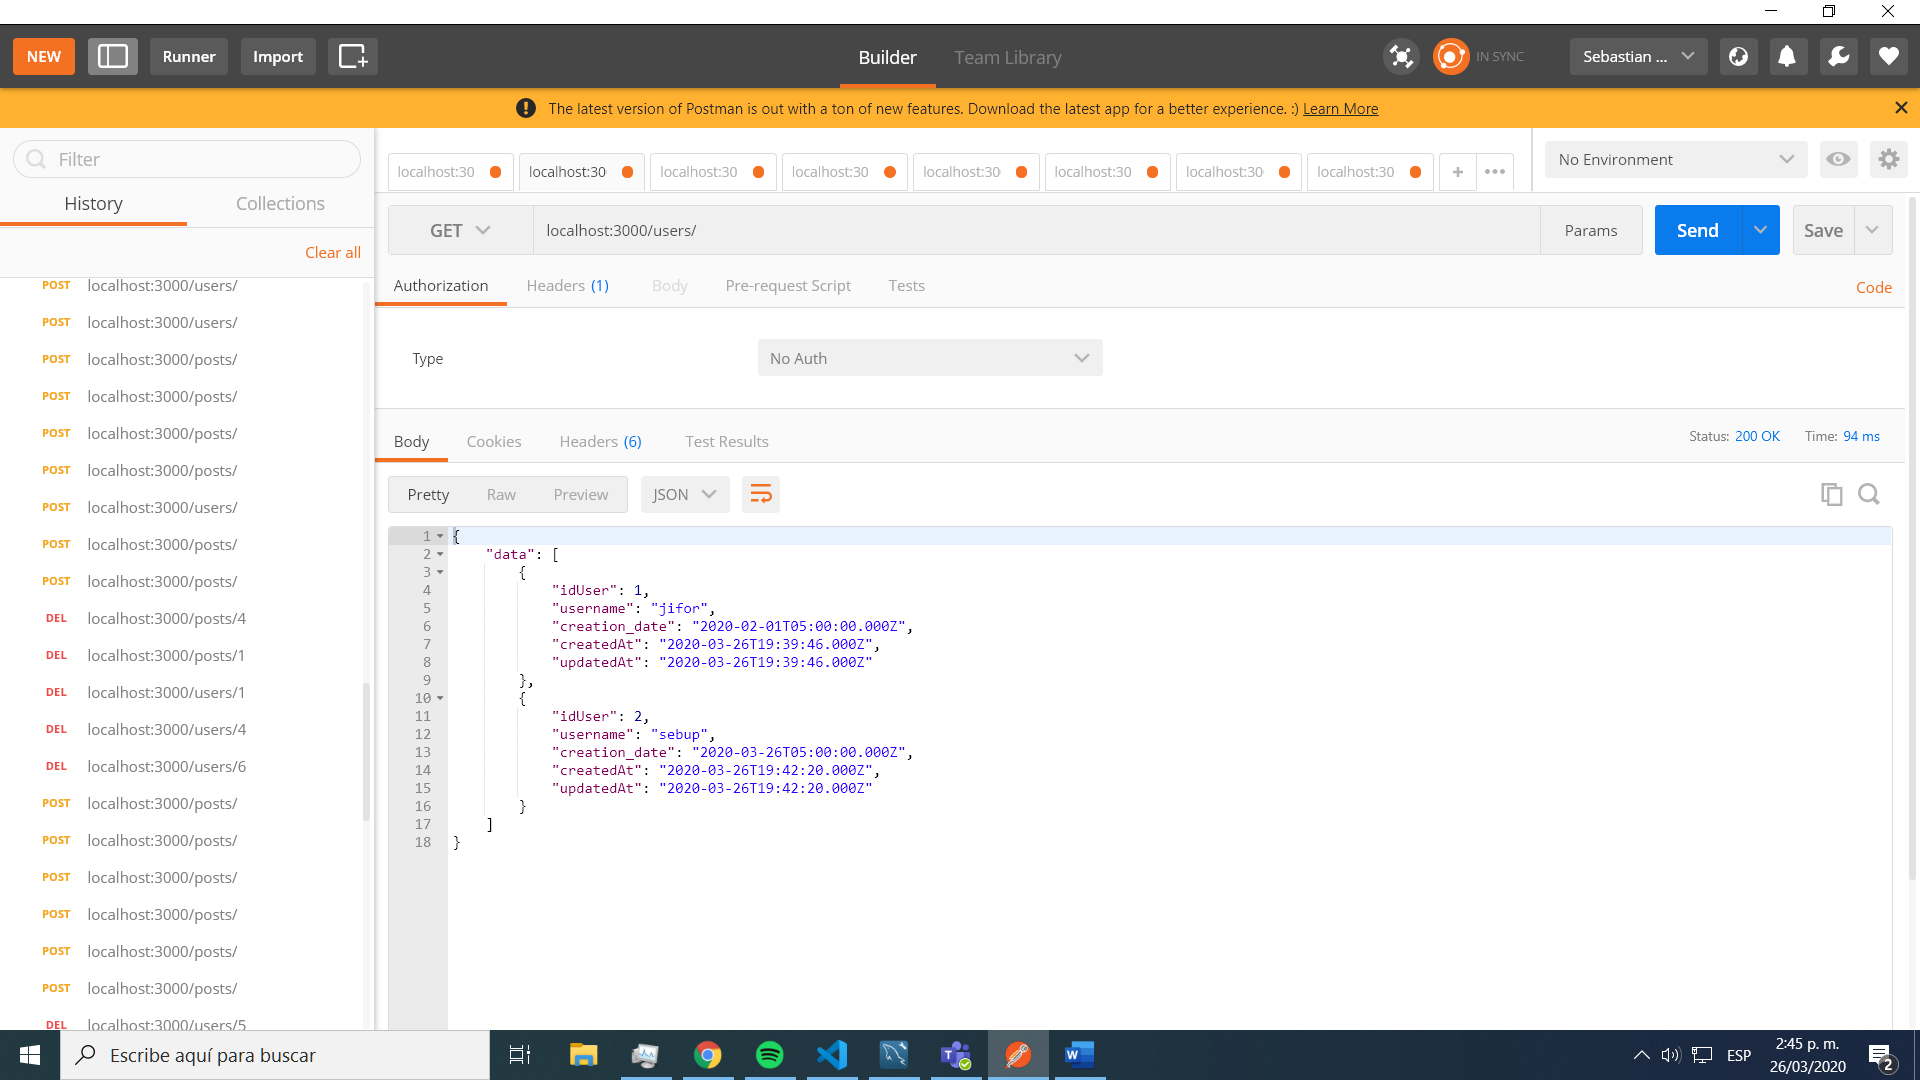 NEW Runner Import Builder Team Library IN SYNC Sebastian ...
The latest version of Postman is out with a ton of new features. Download the latest app for a better experience. :) Learn More
Filter
History Collections
Clear all
POST localhost:3000/users/
POST localhost:3000/users/
POST localhost:3000/posts/
POST localhost:3000/posts/
POST localhost:3000/posts/
POST localhost:3000/posts/
POST localhost:3000/users/
POST localhost:3000/posts/
POST localhost:3000/posts/
DEL localhost:3000/posts/4
DEL localhost:3000/posts/1
DEL localhost:3000/users/1
DEL localhost:3000/users/4
DEL localhost:3000/users/6
POST localhost:3000/posts/
POST localhost:3000/posts/
POST localhost:3000/posts/
POST localhost:3000/posts/
POST localhost:3000/posts/
POST localhost:3000/posts/
DEL localhost:3000/users/5
localhost:30 localhost:30 localhost:30 localhost:30 localhost:30 localhost:30 localhost:30 localhost:30 + ••• No Environment
GET localhost:3000/users/ Params Send Save
Authorization Headers (1) Body Pre-request Script Tests Code
Type No Auth
Body Cookies Headers (6) Test Results Status: 200 OK Time: 94 ms
Pretty Raw Preview JSON
1 {
2 "data": [
3 {
4 "idUser": 1,
5 "username": "jifor",
6 "creation_date": "2020-02-01T05:00:00.000Z",
7 "createdAt": "2020-03-26T19:39:46.000Z",
8 "updatedAt": "2020-03-26T19:39:46.000Z"
9 },
10 {
11 "idUser": 2,
12 "username": "sebup",
13 "creation_date": "2020-03-26T05:00:00.000Z",
14 "createdAt": "2020-03-26T19:42:20.000Z",
15 "updatedAt": "2020-03-26T19:42:20.000Z"
16 }
17 ]
18 }
Escribe aquí para buscar
ESP
2:45 p. m.
26/03/2020
2